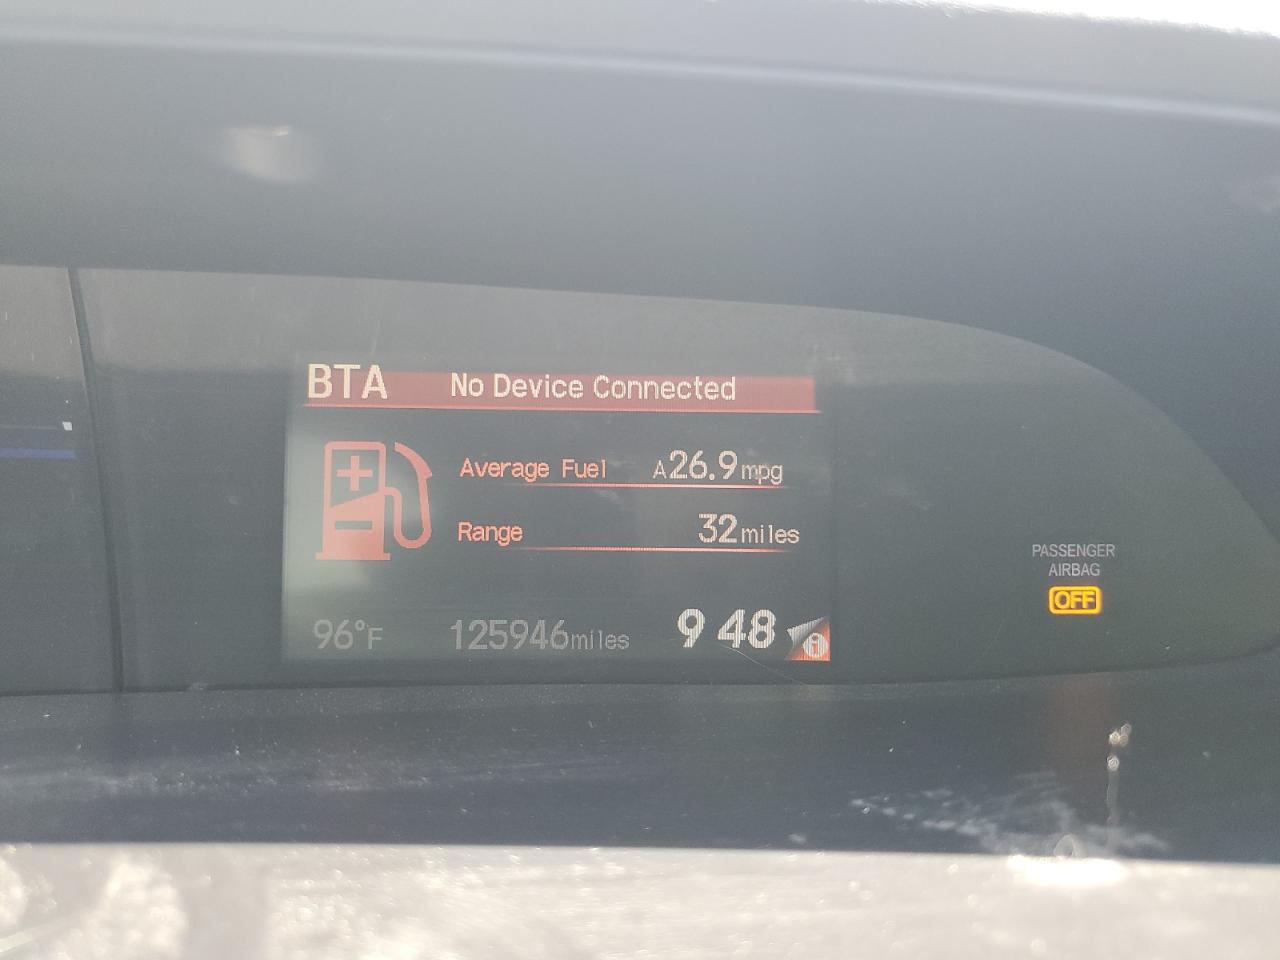 BTA No Device Connected
Average Fuel A26.9mpg
Range 32miles
PASSENGER
AIRBAG
OFF
96°F 125946miles 9 48 i